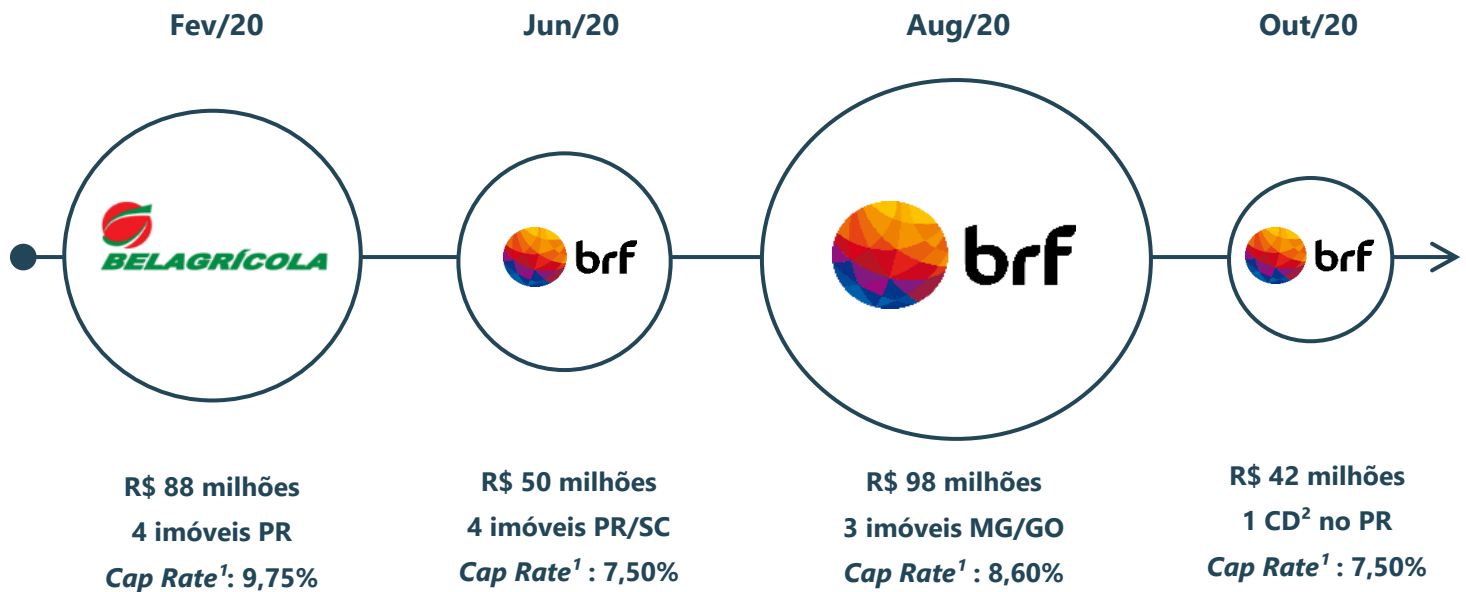 Fev/20
BELAGRÍCOLA
R$ 88 milhões
4 imóveis PR
Cap Rate¹: 9,75%
Jun/20
brf
R$ 50 milhões
4 imóveis PR/SC
Cap Rate¹ : 7,50%
Aug/20
brf
R$ 98 milhões
3 imóveis MG/GO
Cap Rate¹ : 8,60%
Out/20
brf
R$ 42 milhões
1 CD² no PR
Cap Rate¹ : 7,50%